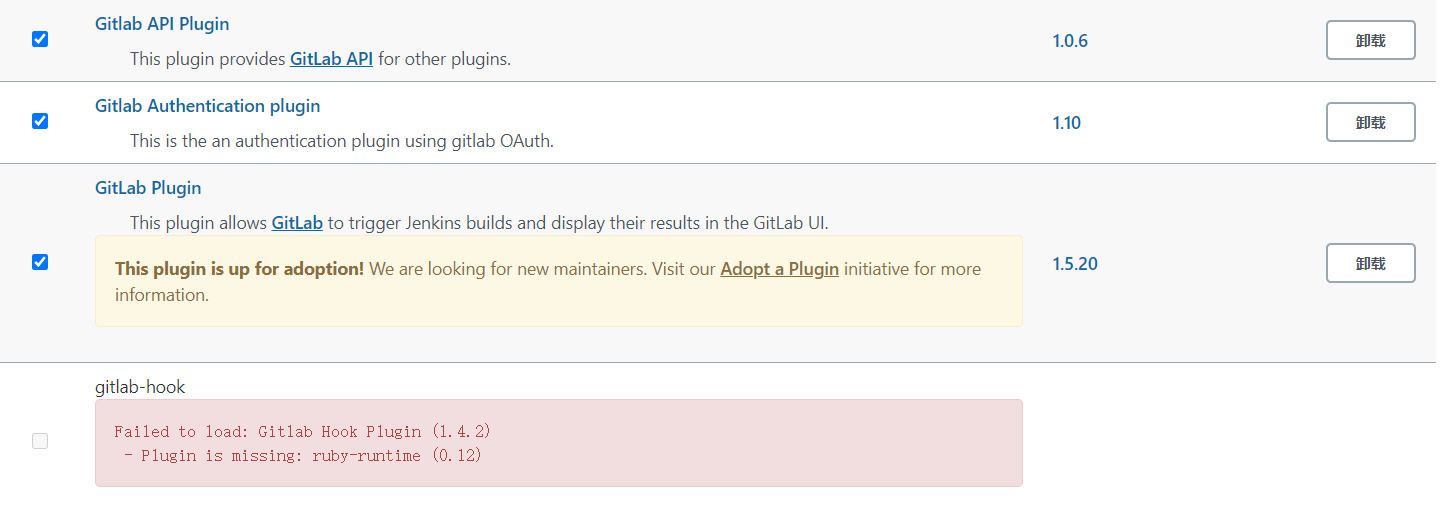 Gitlab API Plugin
This plugin provides GitLab API for other plugins.
1.0.6
卸载
Gitlab Authentication plugin
This is the an authentication plugin using gitlab OAuth.
1.10
卸载
GitLab Plugin
This plugin allows GitLab to trigger Jenkins builds and display their results in the GitLab UI.
This plugin is up for adoption! We are looking for new maintainers. Visit our Adopt a Plugin initiative for more
information.
1.5.20
卸载
gitlab-hook
Failed to load: Gitlab Hook Plugin (1.4.2)
- Plugin is missing: ruby-runtime (0.12)